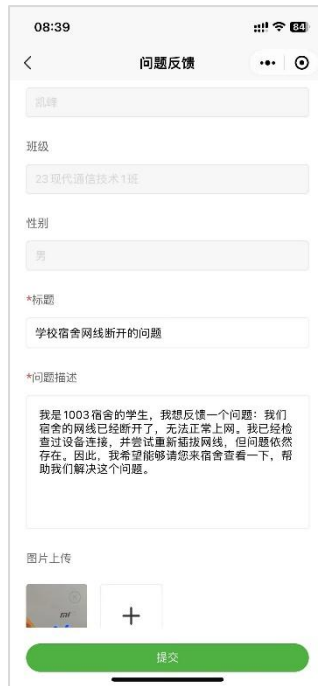 08:39
84
问题反馈
凯峰
班级
23现代通信技术1班
性别
男
*标题
学校宿舍网线断开的问题
*问题描述
我是1003宿舍的学生，我想反馈一个问题：我们
宿舍的网线已经断开了，无法正常上网。我已经检
查过设备连接，并尝试重新插拔网线，但问题依然
存在。因此，我希望能够请您来宿舍查看一下，帮
助我们解决这个问题。
图片上传
mi
提交